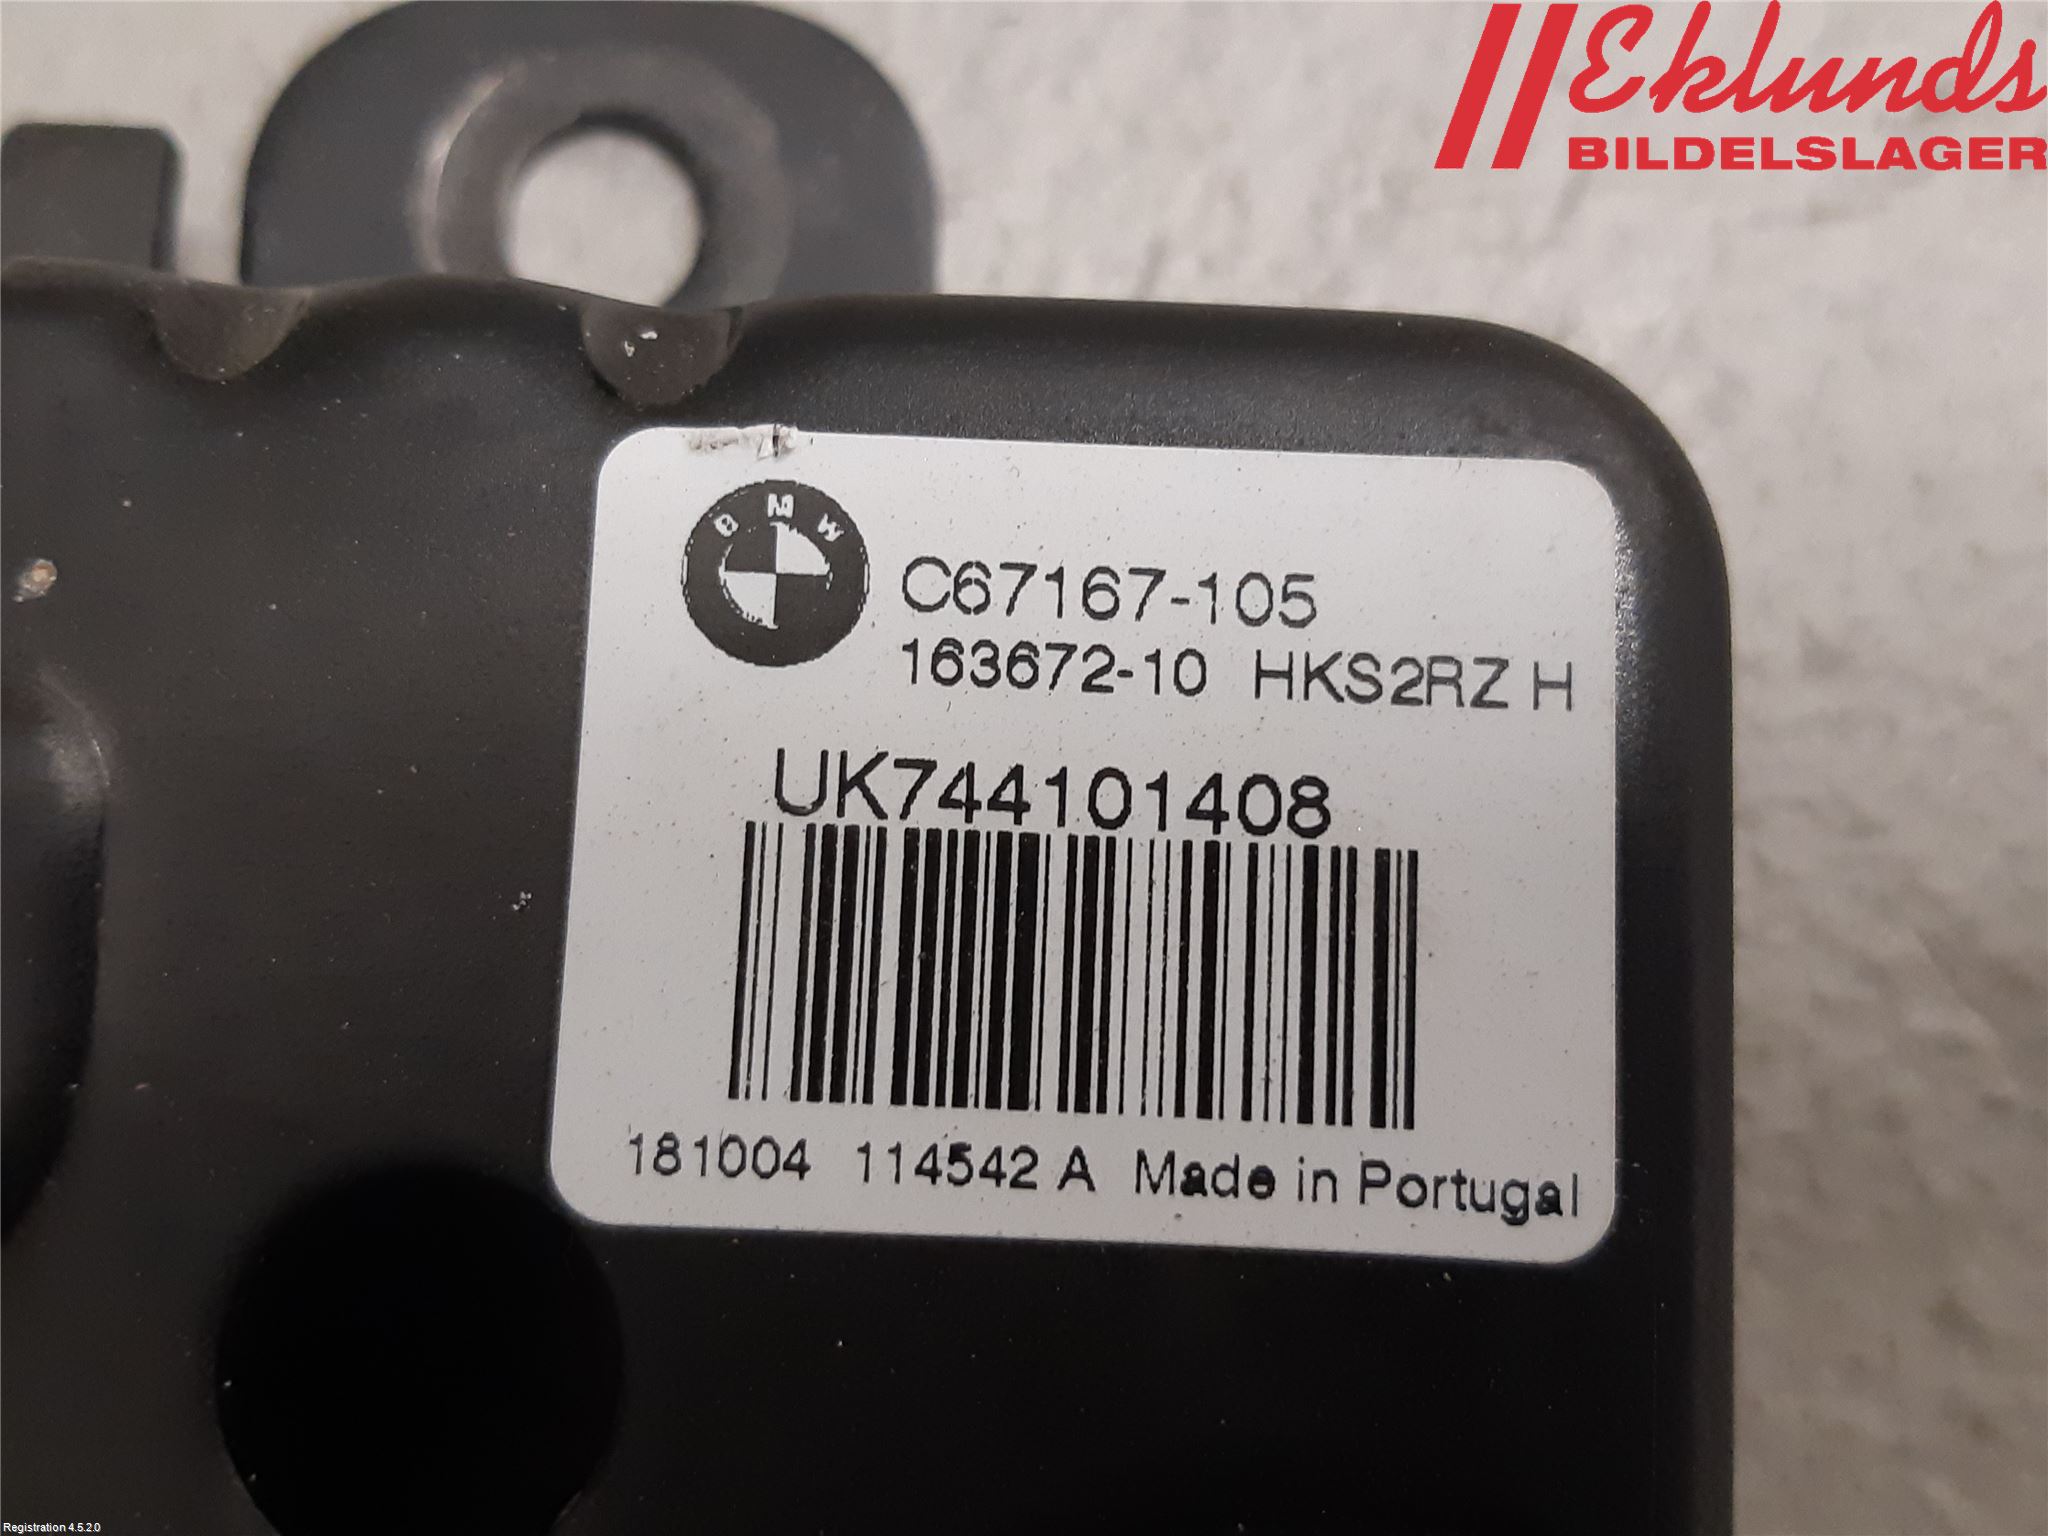 Eklunds
BILDELSLAGER
BMW
C67167-105
163672-10 HKS2RZ H
UK744101408
181004 114542 A Made in Portugal
Registration 4.5.2.0